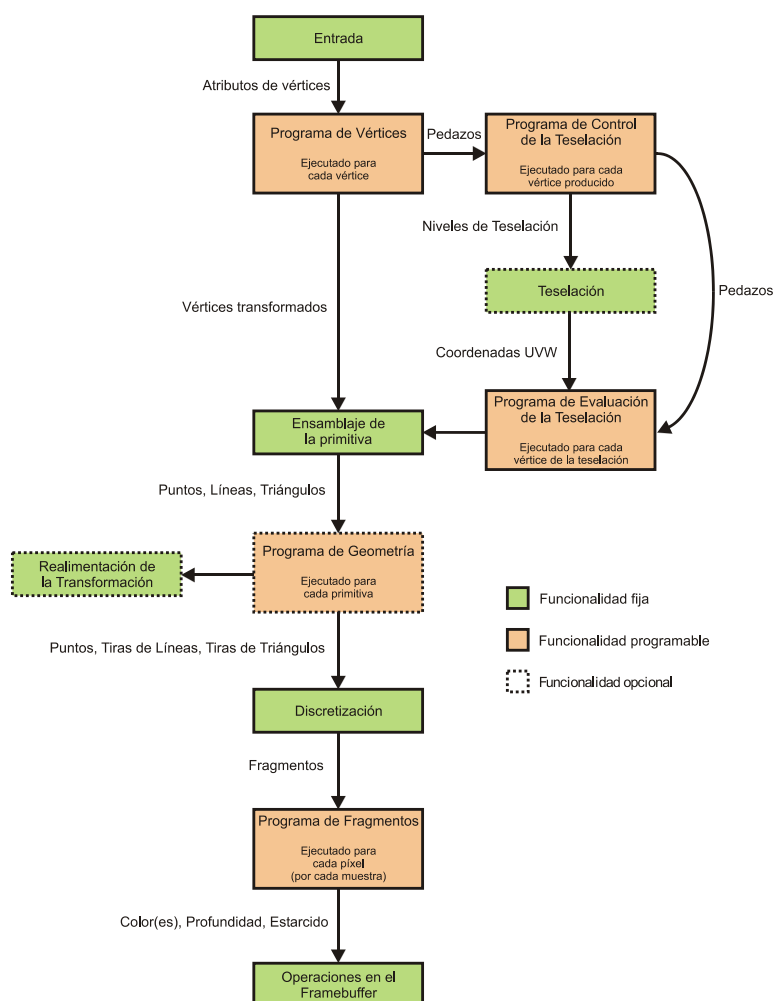 Entrada
Atributos de vértices
Programa de Vértices
Ejecutado para
cada vértice
Pedazos
Programa de Control
de la Teselación
Ejecutado para cada
vértice producido
Niveles de Teselación
Teselación
Pedazos
Vértices transformados
Coordenadas UVW
Programa de Evaluación
de la Teselación
Ejecutado para cada
vértice de la teselación
Ensamblaje de
la primitiva
Puntos, Líneas, Triángulos
Programa de Geometría
Ejecutado para
cada primitiva
Realimentación de
la Transformación
Funcionalidad fija
Funcionalidad programable
Funcionalidad opcional
Puntos, Tiras de Líneas, Tiras de Triángulos
Discretización
Fragmentos
Programa de Fragmentos
Ejecutado para
cada píxel
(por cada muestra)
Color(es), Profundidad, Estarcido
Operaciones en el
Framebuffer